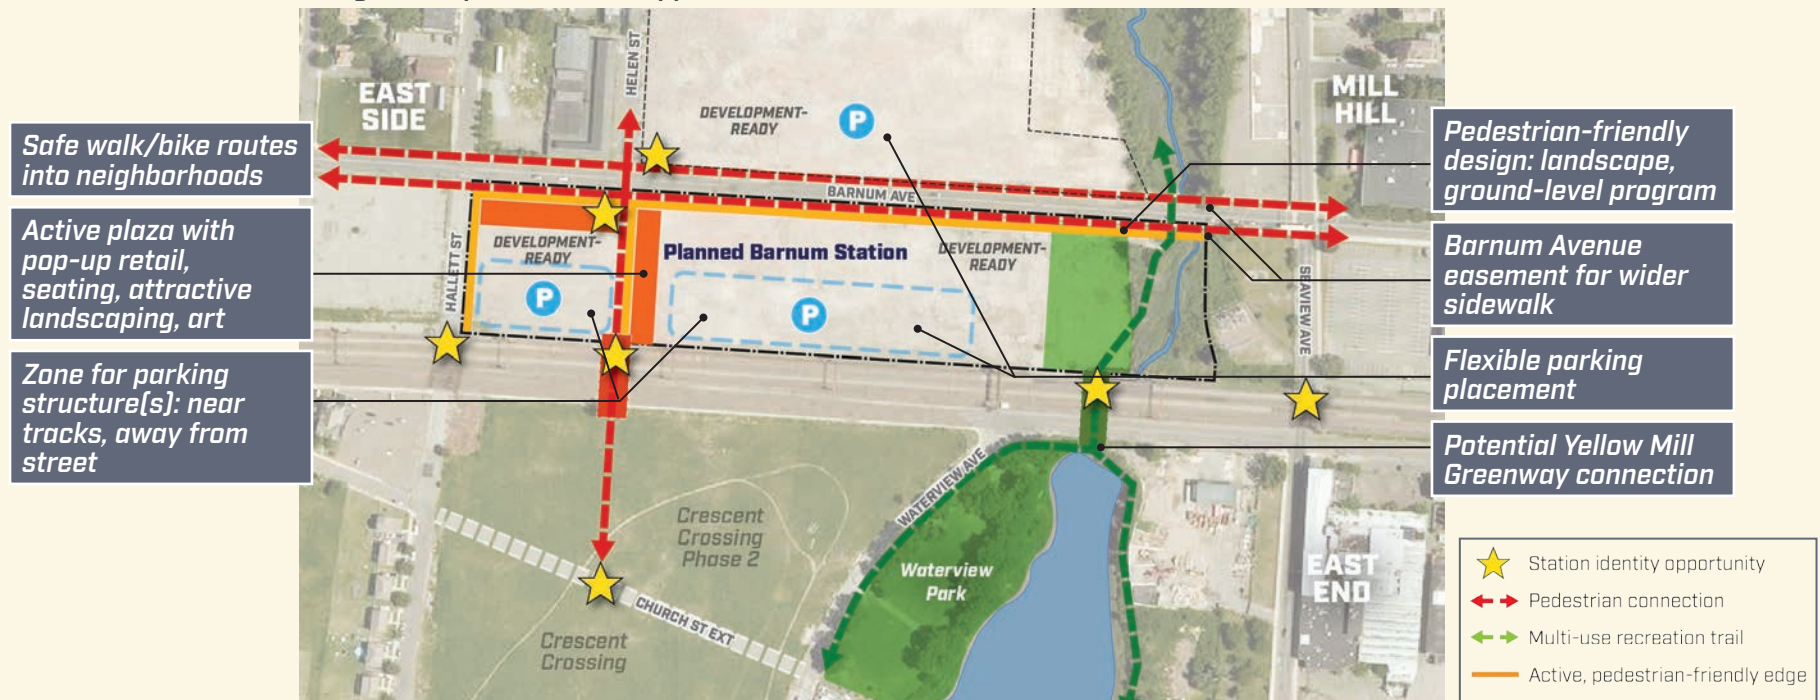 Safe walk/bike routes
into neighborhoods
Active plaza with
pop-up retail,
seating, attractive
landscaping, art
Zone for parking
structure(s): near
tracks, away from
street
EAST
SIDE
HELEN ST
DEVELOPMENT-
READY
P
MILL
HILL
BARNUM AVE
HALLETT ST
DEVELOPMENT-
READY
P
Planned Barnum Station
DEVELOPMENT-
READY
P
SEAVIEW AVE
WATERVIEW AVE
Crescent
Crossing
Phase 2
Waterview
Park
CHURCH ST EXT
Crescent
Crossing
EAST
END
Pedestrian-friendly
design: landscape,
ground-level program
Barnum Avenue
easement for wider
sidewalk
Flexible parking
placement
Potential Yellow Mill
Greenway connection
Station identity opportunity
Pedestrian connection
Multi-use recreation trail
Active, pedestrian-friendly edge